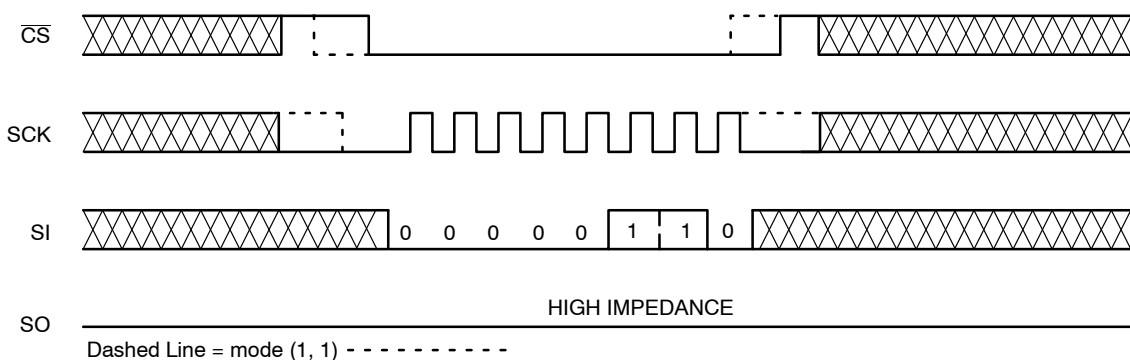 CS
SCK
SI
0 0 0 0 0 1 1 0
HIGH IMPEDANCE
SO
Dashed Line = mode (1, 1)